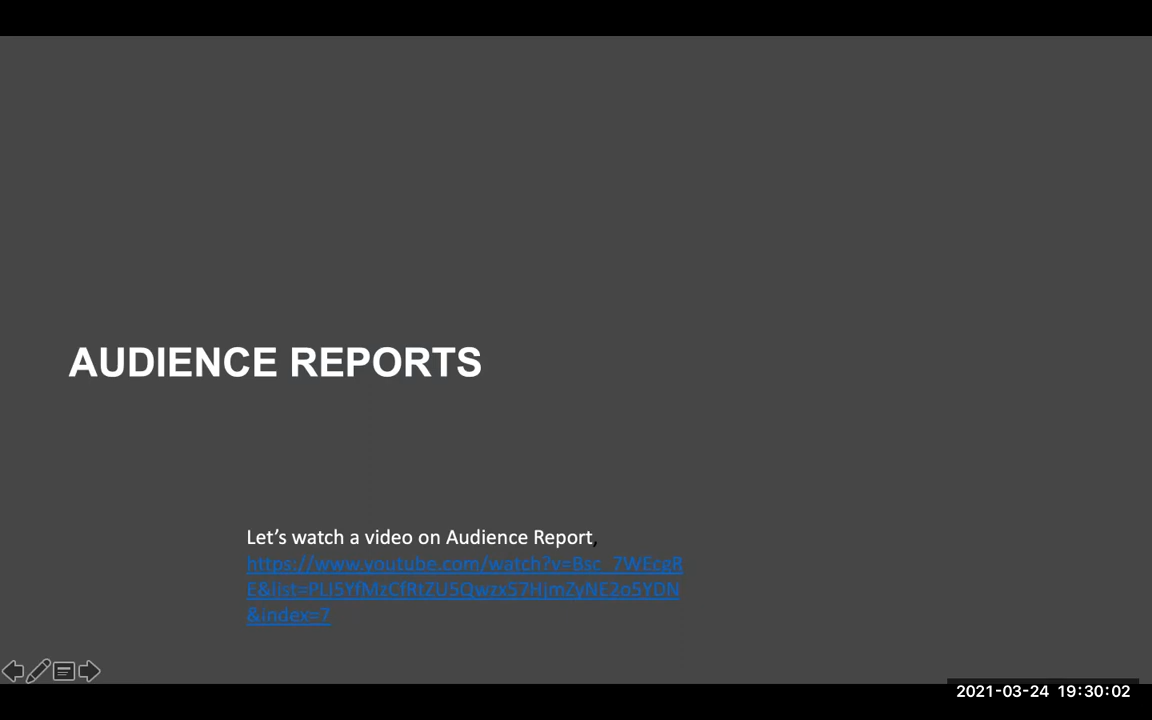 AUDIENCE REPORTS
Let's watch a video on Audience Report,
https://www.youtube.com/watch?v=Bsc_7WEcgR
E&list=PLI5YfMzCfRtZU5QwzxS7HjmZyNE3o5YDN
&index=7
2021-03-24 19:30:02